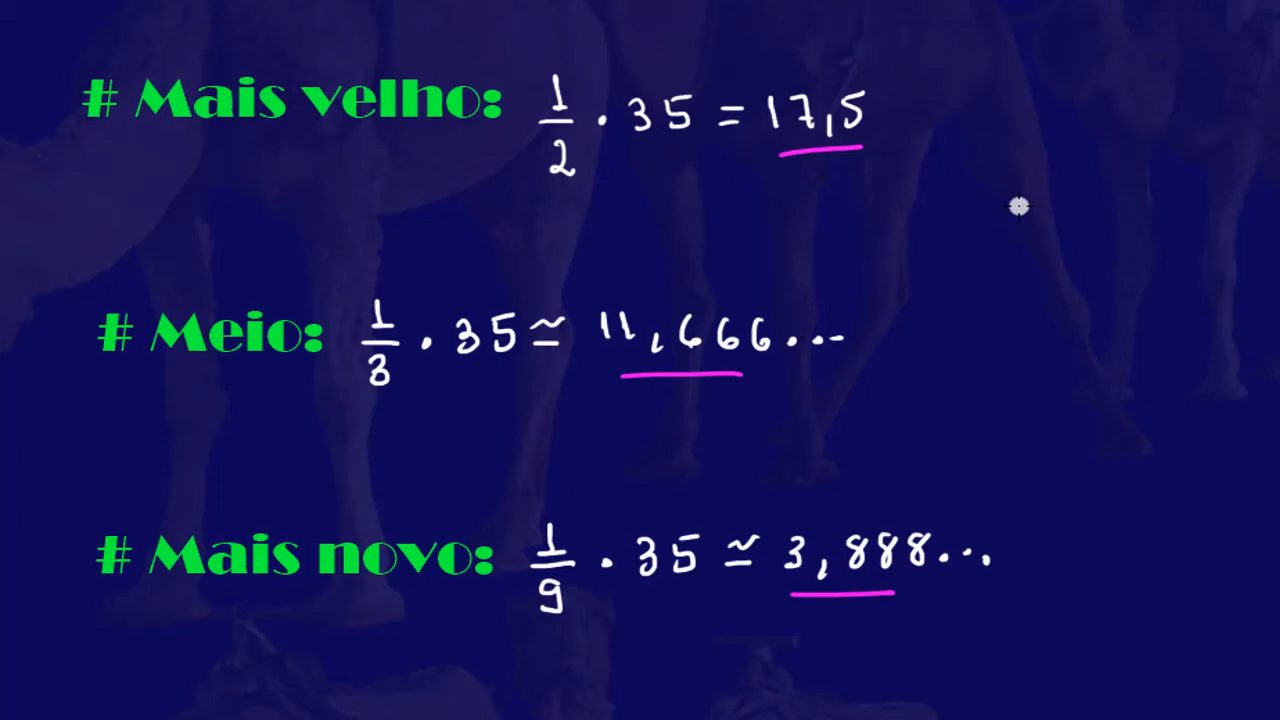 # Mais velho: 1/2 · 35 = 17,5
# Meio: 1/3 · 35 ≃ 11,666...
# Mais novo: 1/9 · 35 ≃ 3,888...